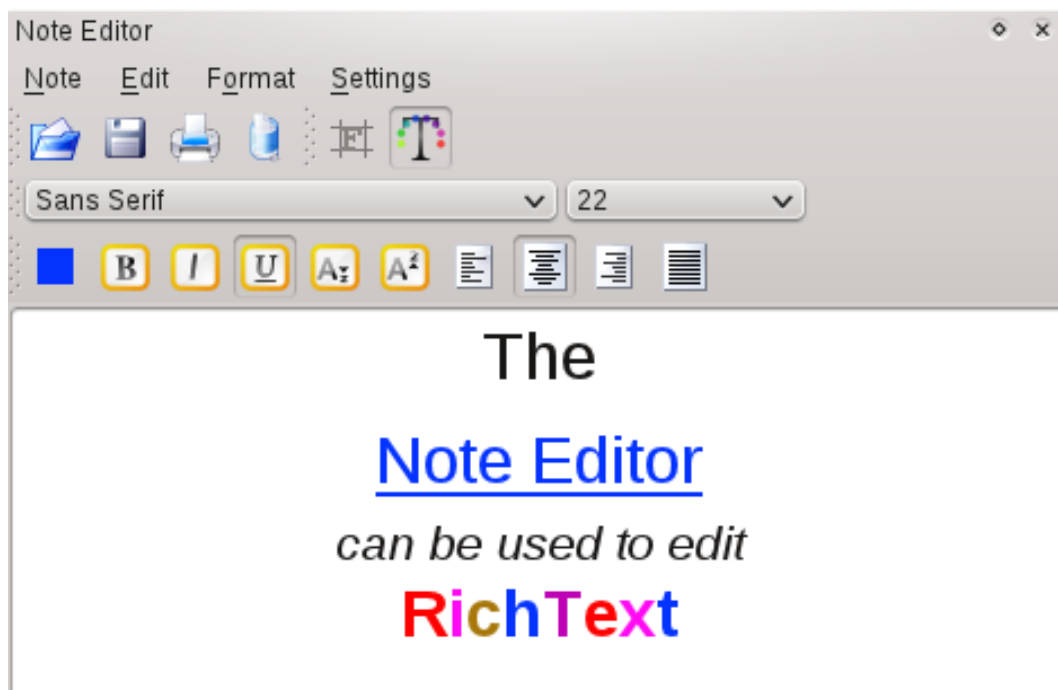 Note Editor
Note Edit Format Settings
Sans Serif 22
The
Note Editor
can be used to edit
RichText